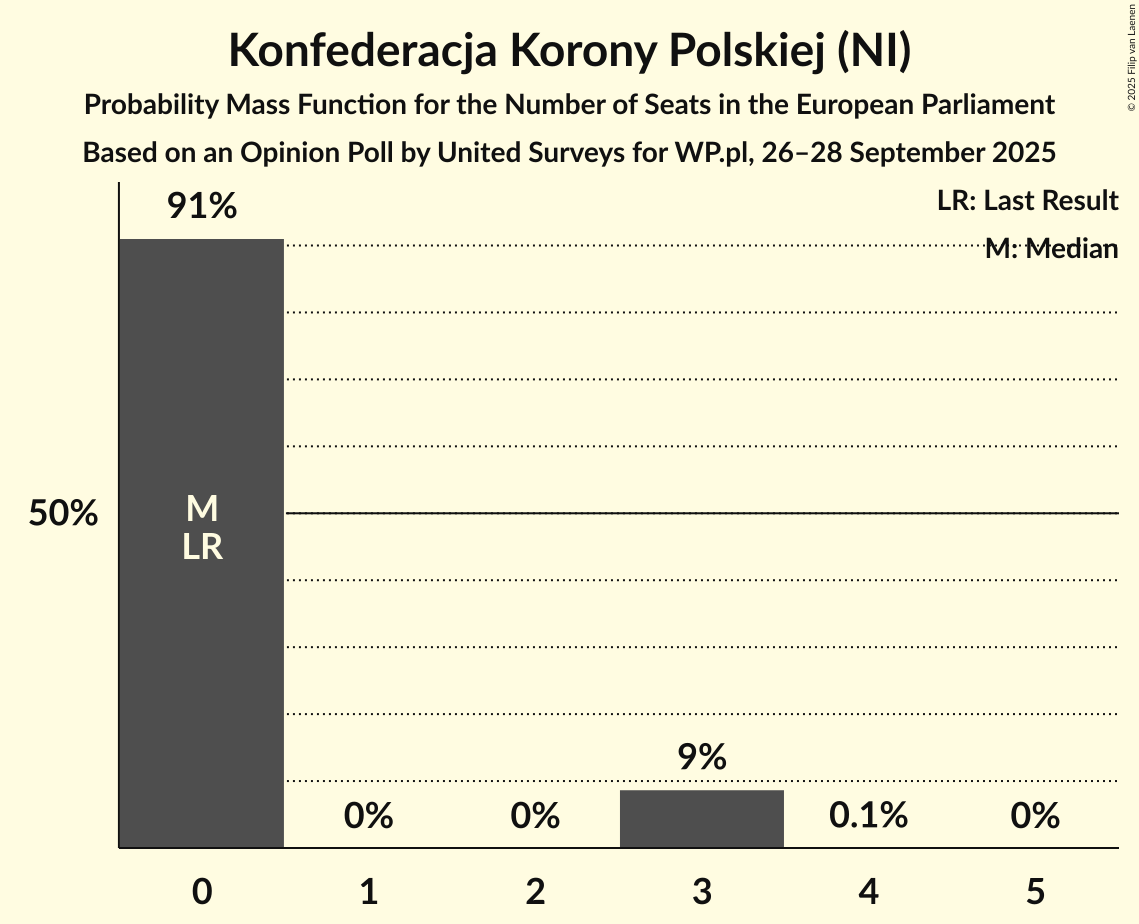 Konfederacja Korony Polskiej (NI)
Probability Mass Function for the Number of Seats in the European Parliament
Based on an Opinion Poll by United Surveys for WP.pl, 26–28 September 2025
© 2025 Filip van Laenen
LR: Last Result
M: Median
91%
50%
M
LR
9%
0%
0%
0.1%
0%
0
1
2
3
4
5